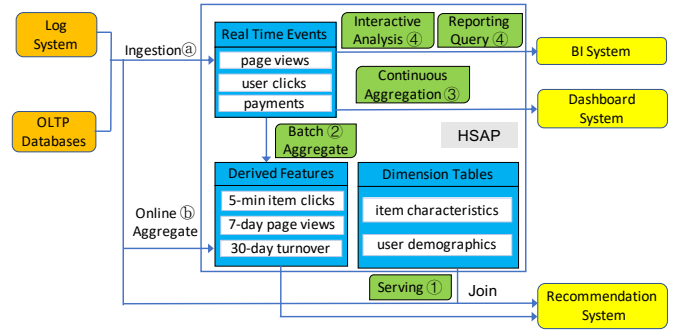 Log
System
Ingestionⓐ
OLTP
Databases
Real Time Events
page views
user clicks
payments
Interactive
Analysis ④
Reporting
Query ④
BI System
Continuous
Aggregation ③
Dashboard
System
Batch ②
Aggregate
HSAP
Derived Features
5-min item clicks
7-day page views
30-day turnover
Dimension Tables
item characteristics
user demographics
Online ⓑ
Aggregate
Serving ①
Join
Recommendation
System